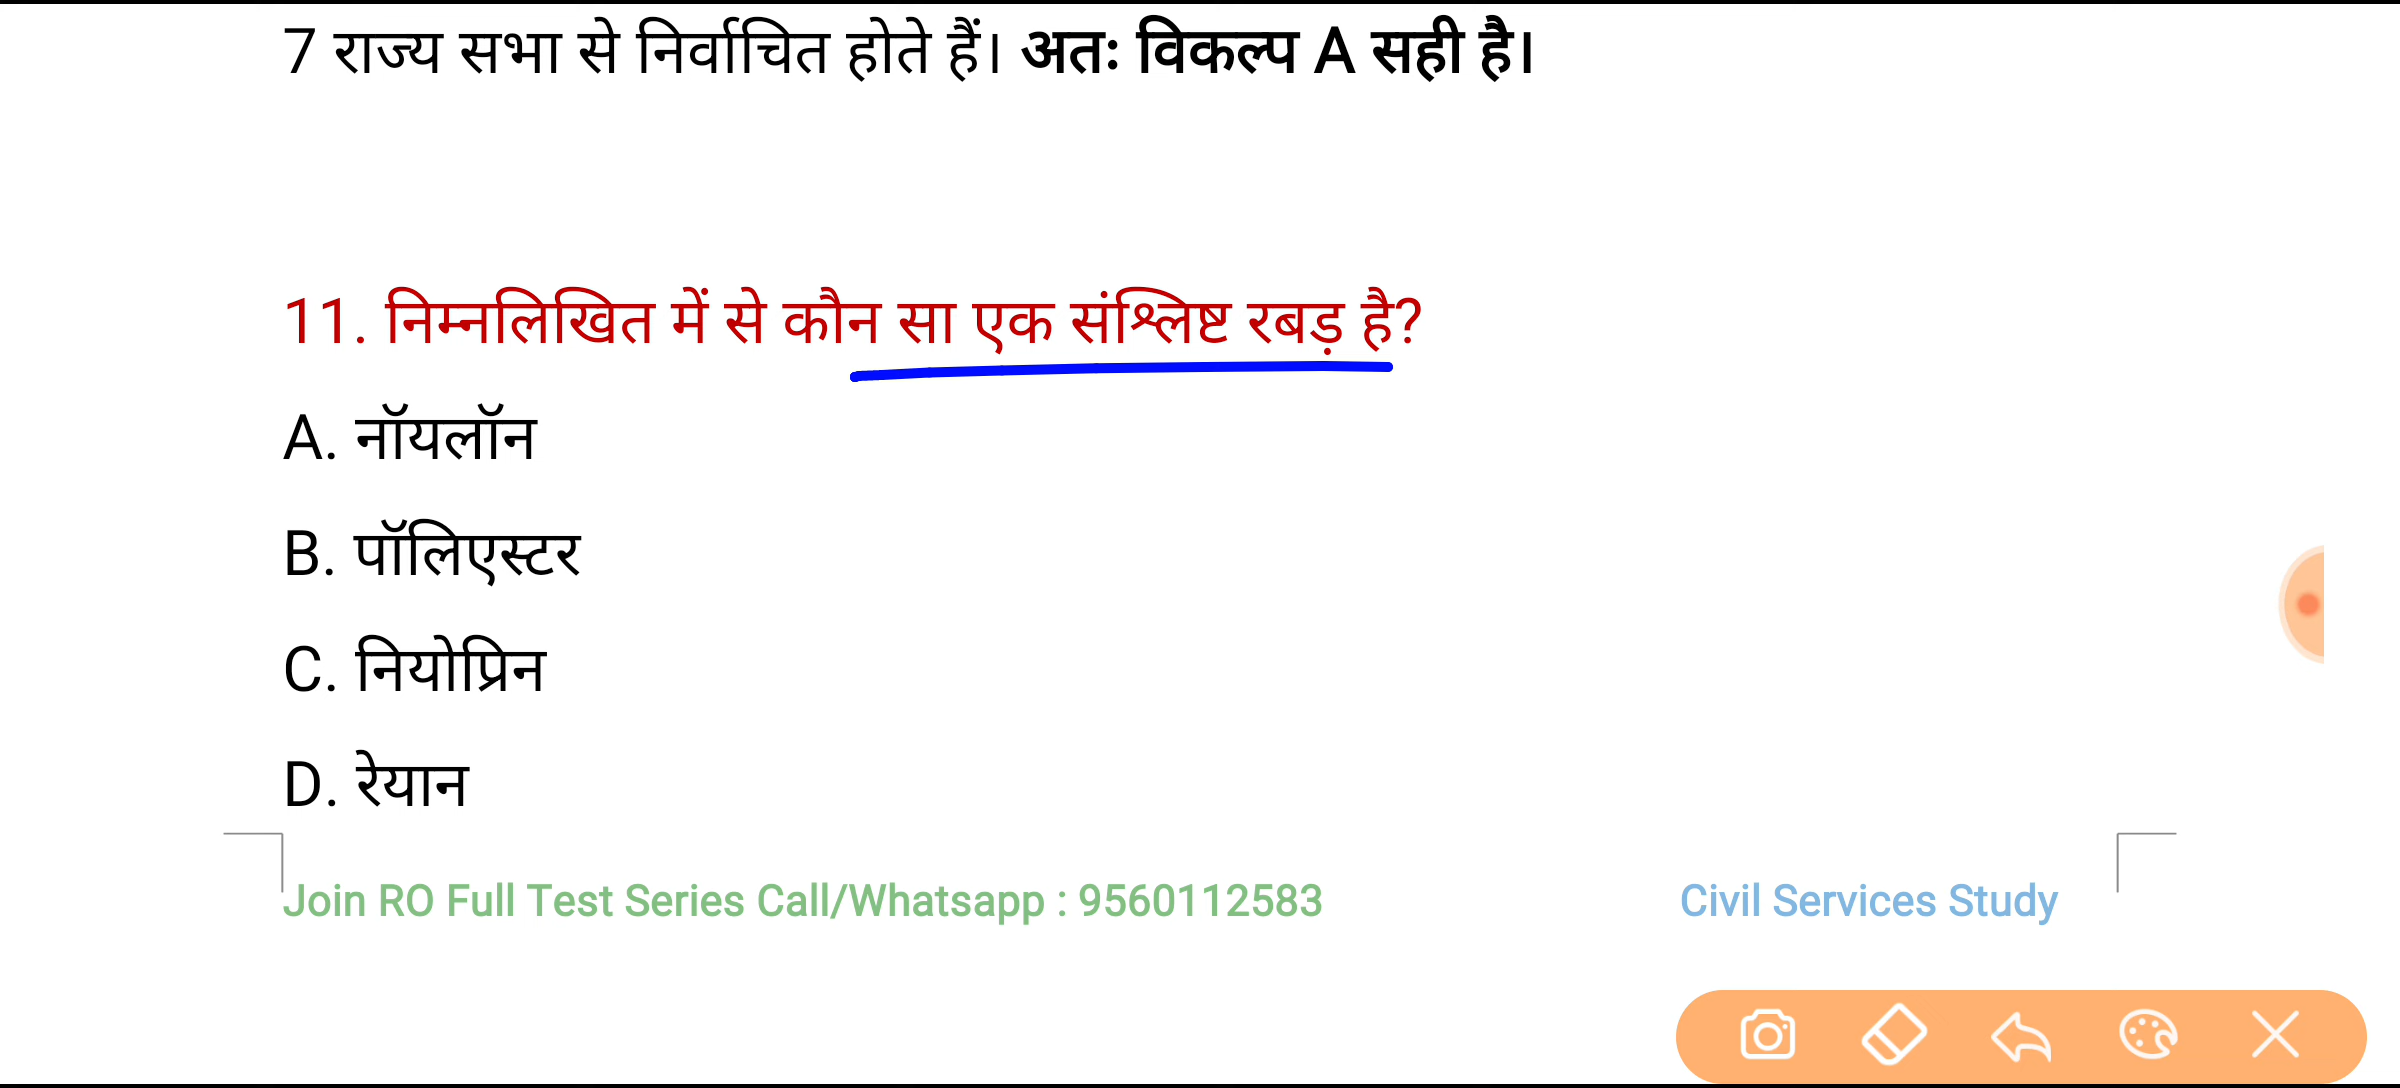 7 राज्य सभा से निर्वाचित होते हैं। अतः विकल्प A सही है।
11. निम्नलिखित में से कौन सा एक संश्लिष्ट रबड़ है?
A. नॉयलॉन
B. पॉलिएस्टर
C. नियोप्रिन
D. रेयान
Join RO Full Test Series Call/Whatsapp : 9560112583
Civil Services Study